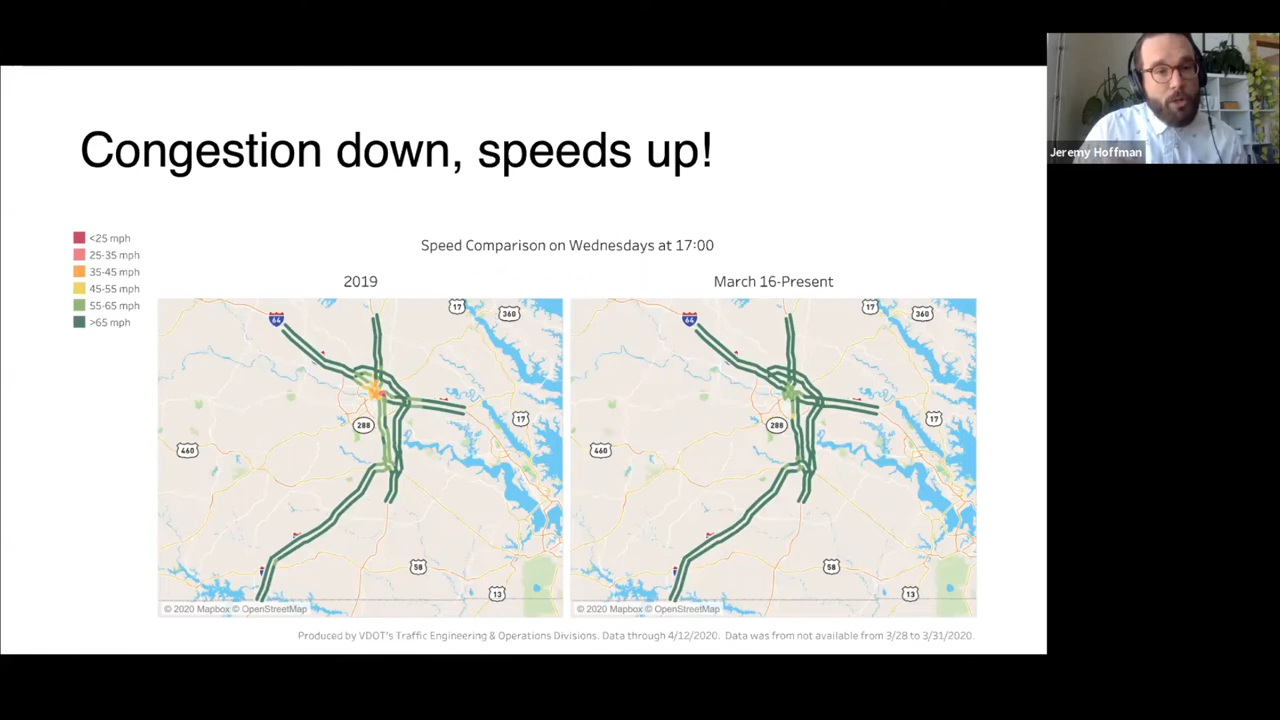 Congestion down, speeds up!
Jeremy Hoffman
<25 mph
25-35 mph
35-45 mph
45-55 mph
55-65 mph
>65 mph
Speed Comparison on Wednesdays at 17:00
2019
March 16-Present
64
17
360
288
17
460
58
13
© 2020 Mapbox © OpenStreetMap
64
17
360
288
17
460
58
13
© 2020 Mapbox © OpenStreetMap
Produced by VDOT's Traffic Engineering & Operations Divisions. Data through 4/12/2020. Data was from not available from 3/28 to 3/31/2020.